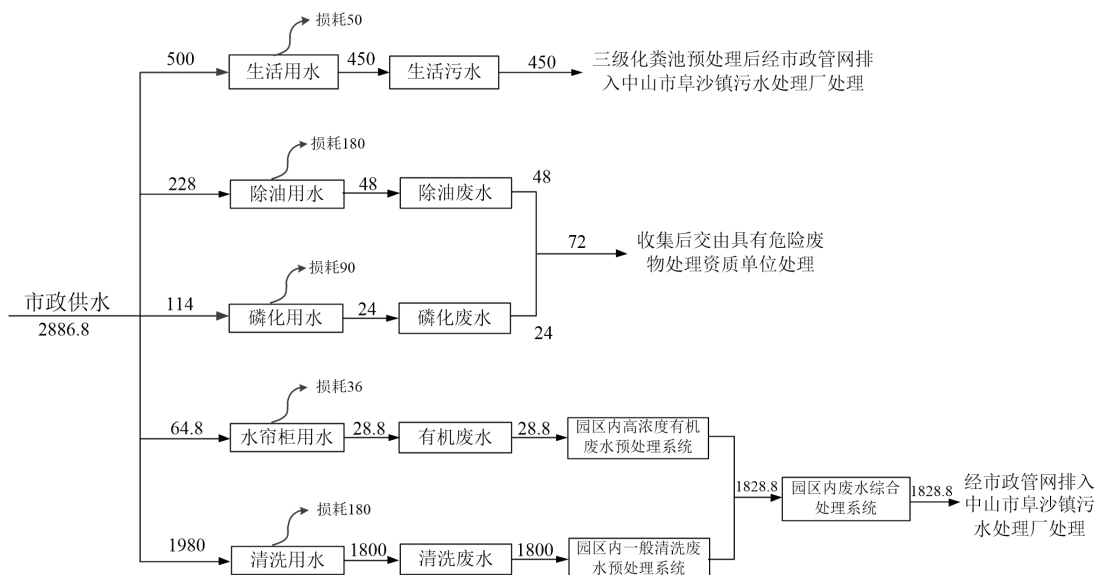 损耗50
500
生活用水
450
生活污水
450
三级化粪池预处理后经市政管网排
入中山市阜沙镇污水处理厂处理
损耗180
228
除油用水
48
除油废水
48
72
收集后交由具有危险废
物处理资质单位处理
损耗90
市政供水
2886.8
114
磷化用水
24
磷化废水
24
损耗36
64.8
水帘柜用水
28.8
有机废水
28.8
园区内高浓度有机
废水预处理系统
1828.8
园区内废水综合
处理系统
1828.8
经市政管网排入
中山市阜沙镇污
水处理厂处理
损耗180
1980
清洗用水
1800
清洗废水
1800
园区内一般清洗废
水预处理系统